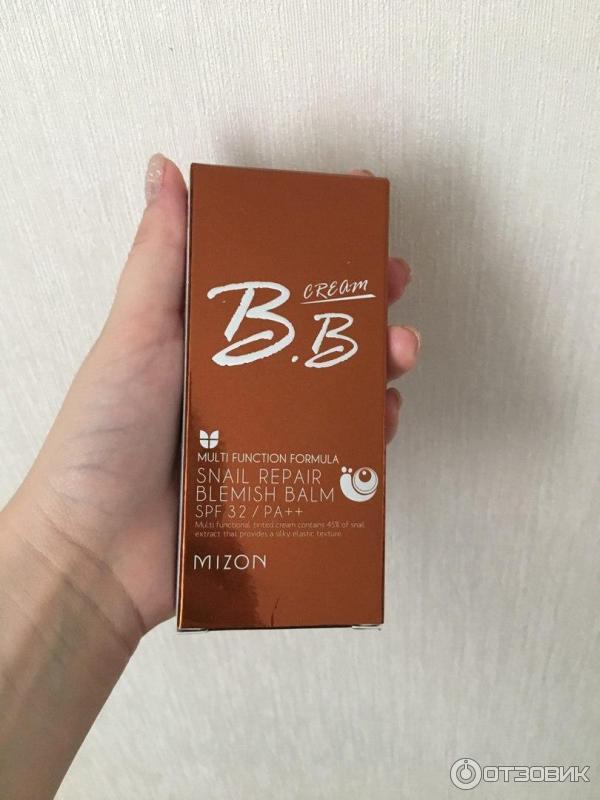 CREAM
B.B
MULTI FUNCTION FORMULA
SNAIL REPAIR
BLEMISH BALM
SPF 32 / PA++
Multi functional tinted cream contains 45% of snail
extract that provides a silky elastic texture.
MIZON
ОТЗОВИК